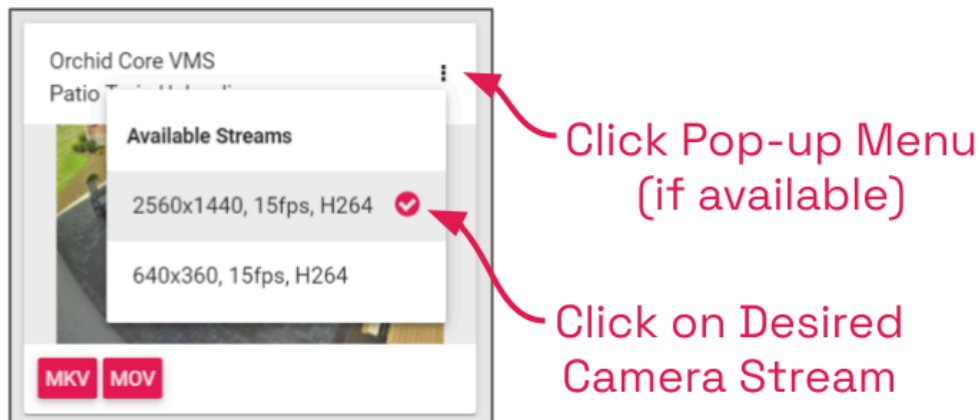 Orchid Core VMS
Patio
Available Streams
2560x1440, 15fps, H264
640x360, 15fps, H264
MKV MOV
Click Pop-up Menu
(if available)
Click on Desired
Camera Stream